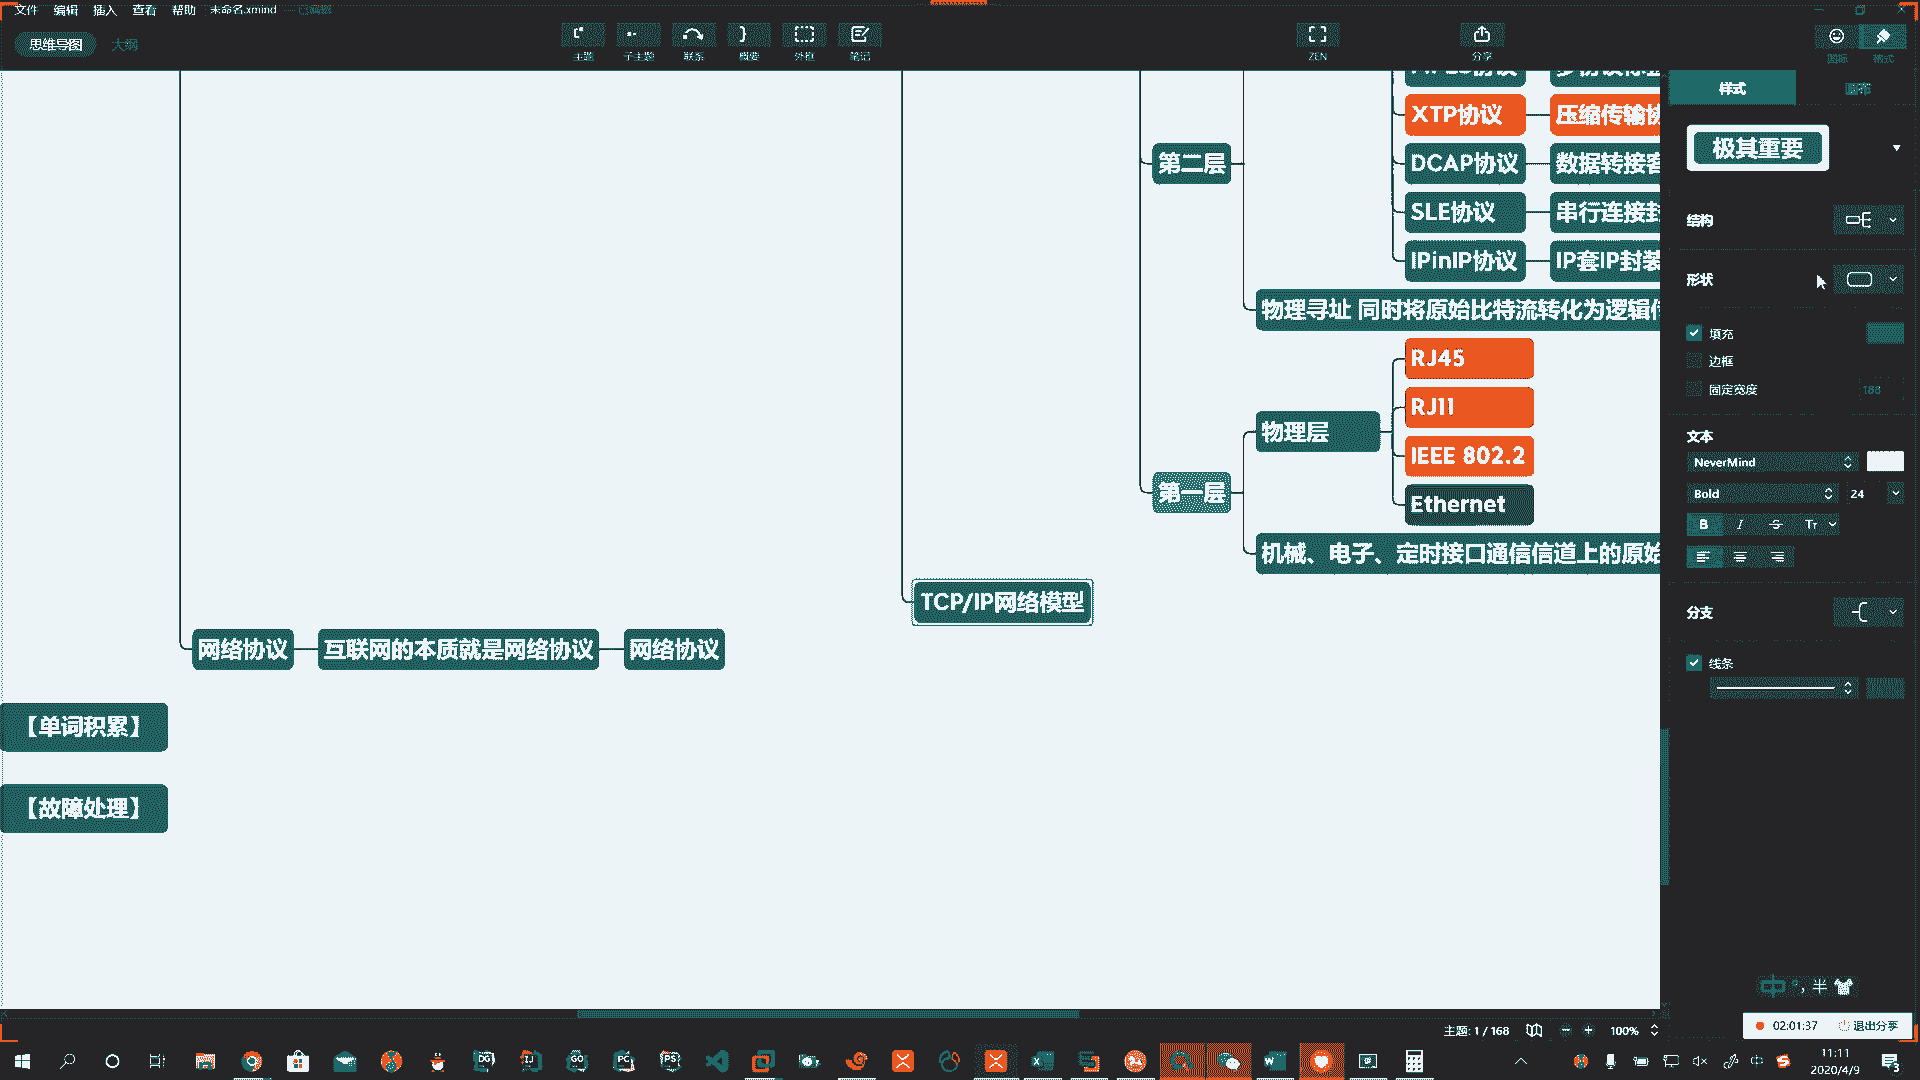 文件 编辑 插入 查看 帮助 未命名.xmind
思维导图 大纲
主题 子主题 联系 概要 外框 笔记 ZEN 分享 图标 格式
XTP协议 压缩传输协
DCAP协议 数据转接客
第二层
SLE协议 串行连接封
IPinIP协议 IP套IP封装
物理寻址 同时将原始比特流转化为逻辑传
RJ45
RJ11
物理层
IEEE 802.2
第一层
Ethernet
机械、电子、定时接口通信信道上的原始
TCP/IP网络模型
网络协议 互联网的本质就是网络协议 网络协议
【单词积累】
【故障处理】
样式 画布
极其重要
结构
形状
填充
边框
固定宽度 188
文本
NeverMind
Bold 24
B I S Tт
分支
线条
中 °, 半
主题: 1 / 168 100%
02:01:37 退出分享
DG IJ GO PC PS
中 11:11
2020/4/9 3